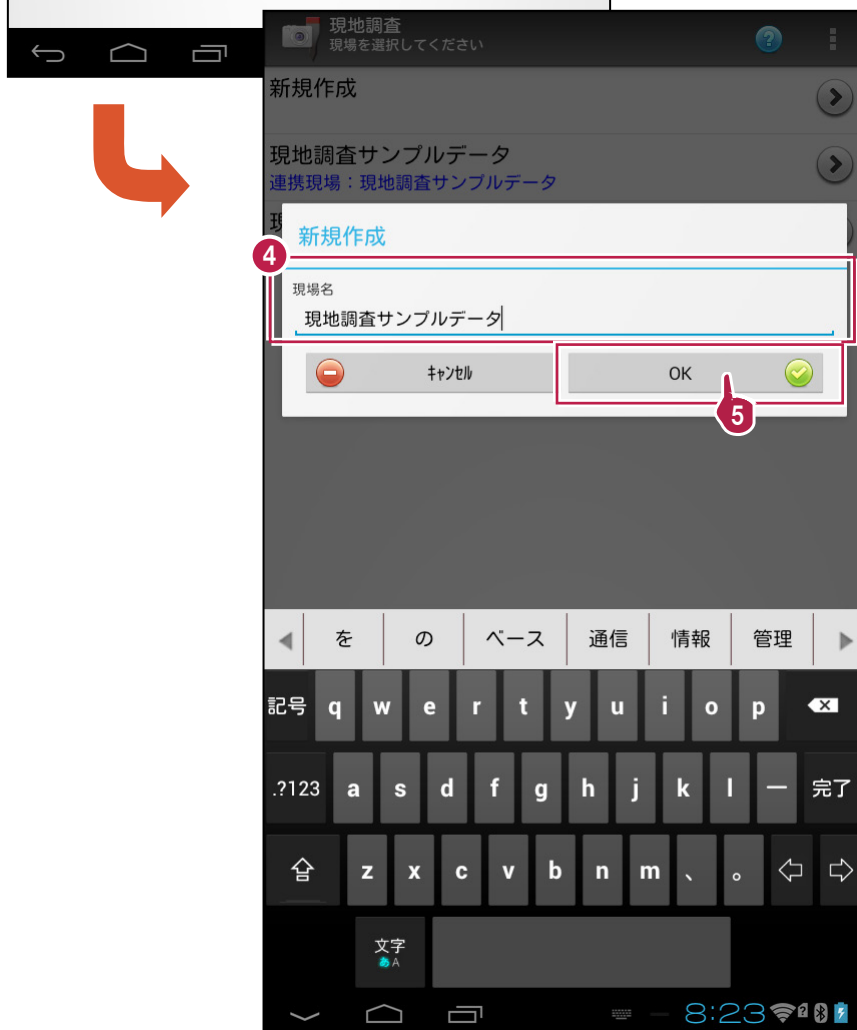 現地調査
現場を選択してください
新規作成
現地調査サンプルデータ
連携現場：現地調査サンプルデータ
現
新規作成
4
現場名
現地調査サンプルデータ
ｷｬﾝｾﾙ
OK
5
を の ベース 通信 情報 管理
記号 q w e r t y u i o p
.?123 a s d f g h j k l ー 完了
z x c v b n m 、 。
文字
あ A
8:23